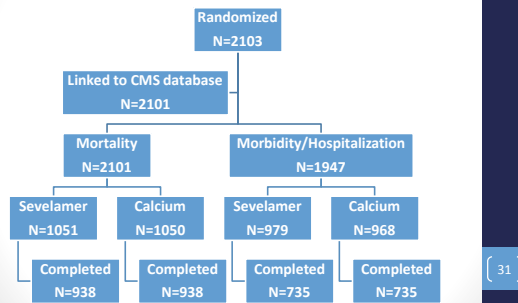 Randomized
N=2103
Linked to CMS database
N=2101
Mortality
N=2101
Morbidity/Hospitalization
N=1947
Sevelamer
N=1051
Calcium
N=1050
Sevelamer
N=979
Calcium
N=968
Completed
N=938
Completed
N=938
Completed
N=735
Completed
N=735
31